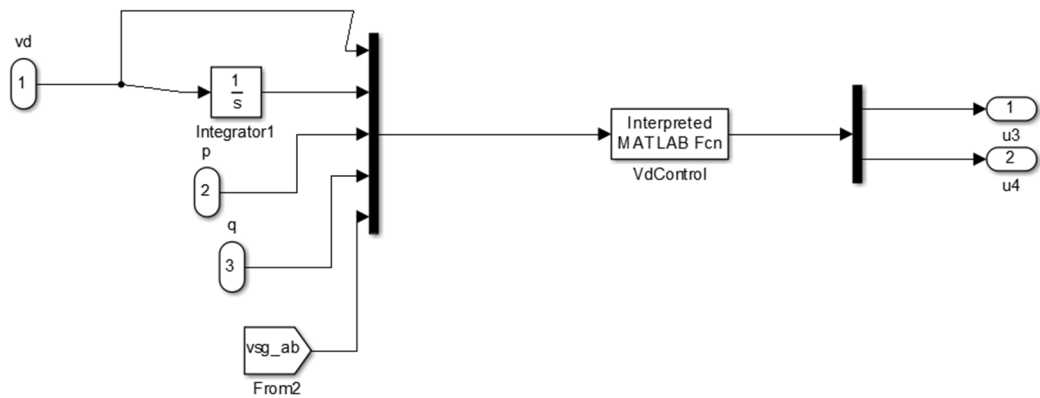 vd
1
1
s
Integrator1
p
2
q
3
vsg_ab
From2
Interpreted
MATLAB Fcn
VdControl
1
u3
2
u4